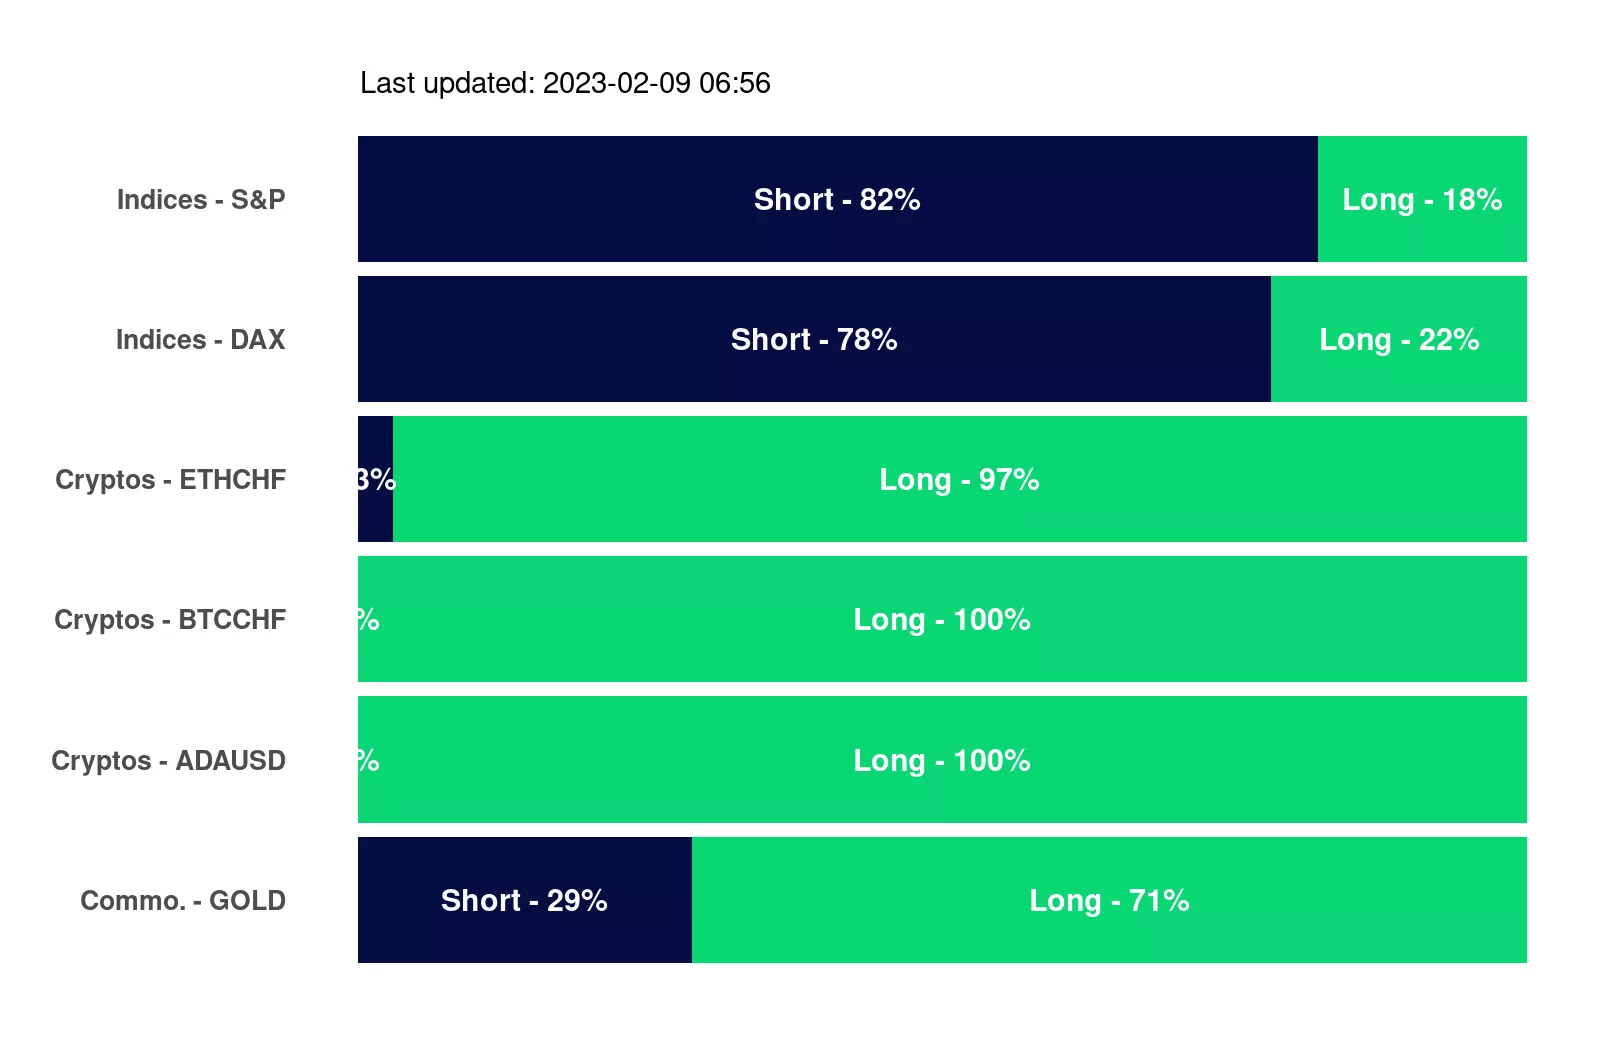 Last updated: 2023-02-09 06:56
Indices - S&P Short - 82% Long - 18%
Indices - DAX Short - 78% Long - 22%
Cryptos - ETHCHF 3% Long - 97%
Cryptos - BTCCHF % Long - 100%
Cryptos - ADAUSD % Long - 100%
Commo. - GOLD Short - 29% Long - 71%